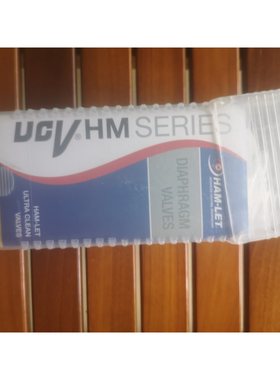 UCV® HM SERIES
DIAPHRAGM
VALVES
HAM-LET
HAM-LET
ULTRA CLEAN
VALVES